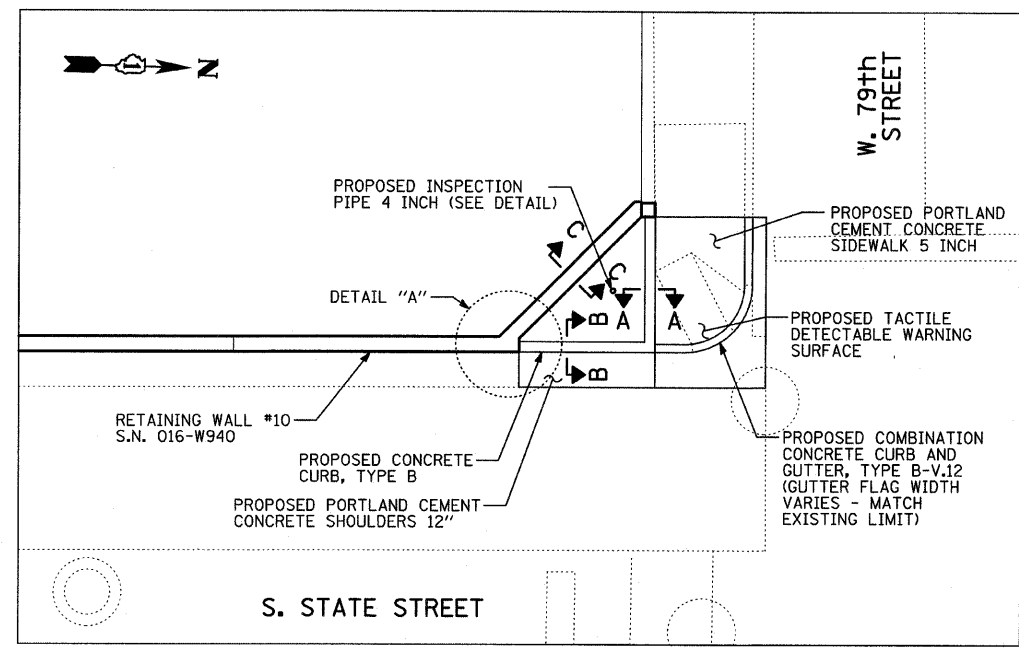 N
W. 79th
STREET
PROPOSED INSPECTION
PIPE 4 INCH (SEE DETAIL)
PROPOSED PORTLAND
CEMENT CONCRETE
SIDEWALK 5 INCH
C
C
DETAIL "A"
B
A
A
B
PROPOSED TACTILE
DETECTABLE WARNING
SURFACE
RETAINING WALL #10
S.N. 016-W940
PROPOSED CONCRETE
CURB, TYPE B
PROPOSED PORTLAND CEMENT
CONCRETE SHOULDERS 12"
PROPOSED COMBINATION
CONCRETE CURB AND
GUTTER, TYPE B-V.12
(GUTTER FLAG WIDTH
VARIES - MATCH
EXISTING LIMIT)
S. STATE STREET